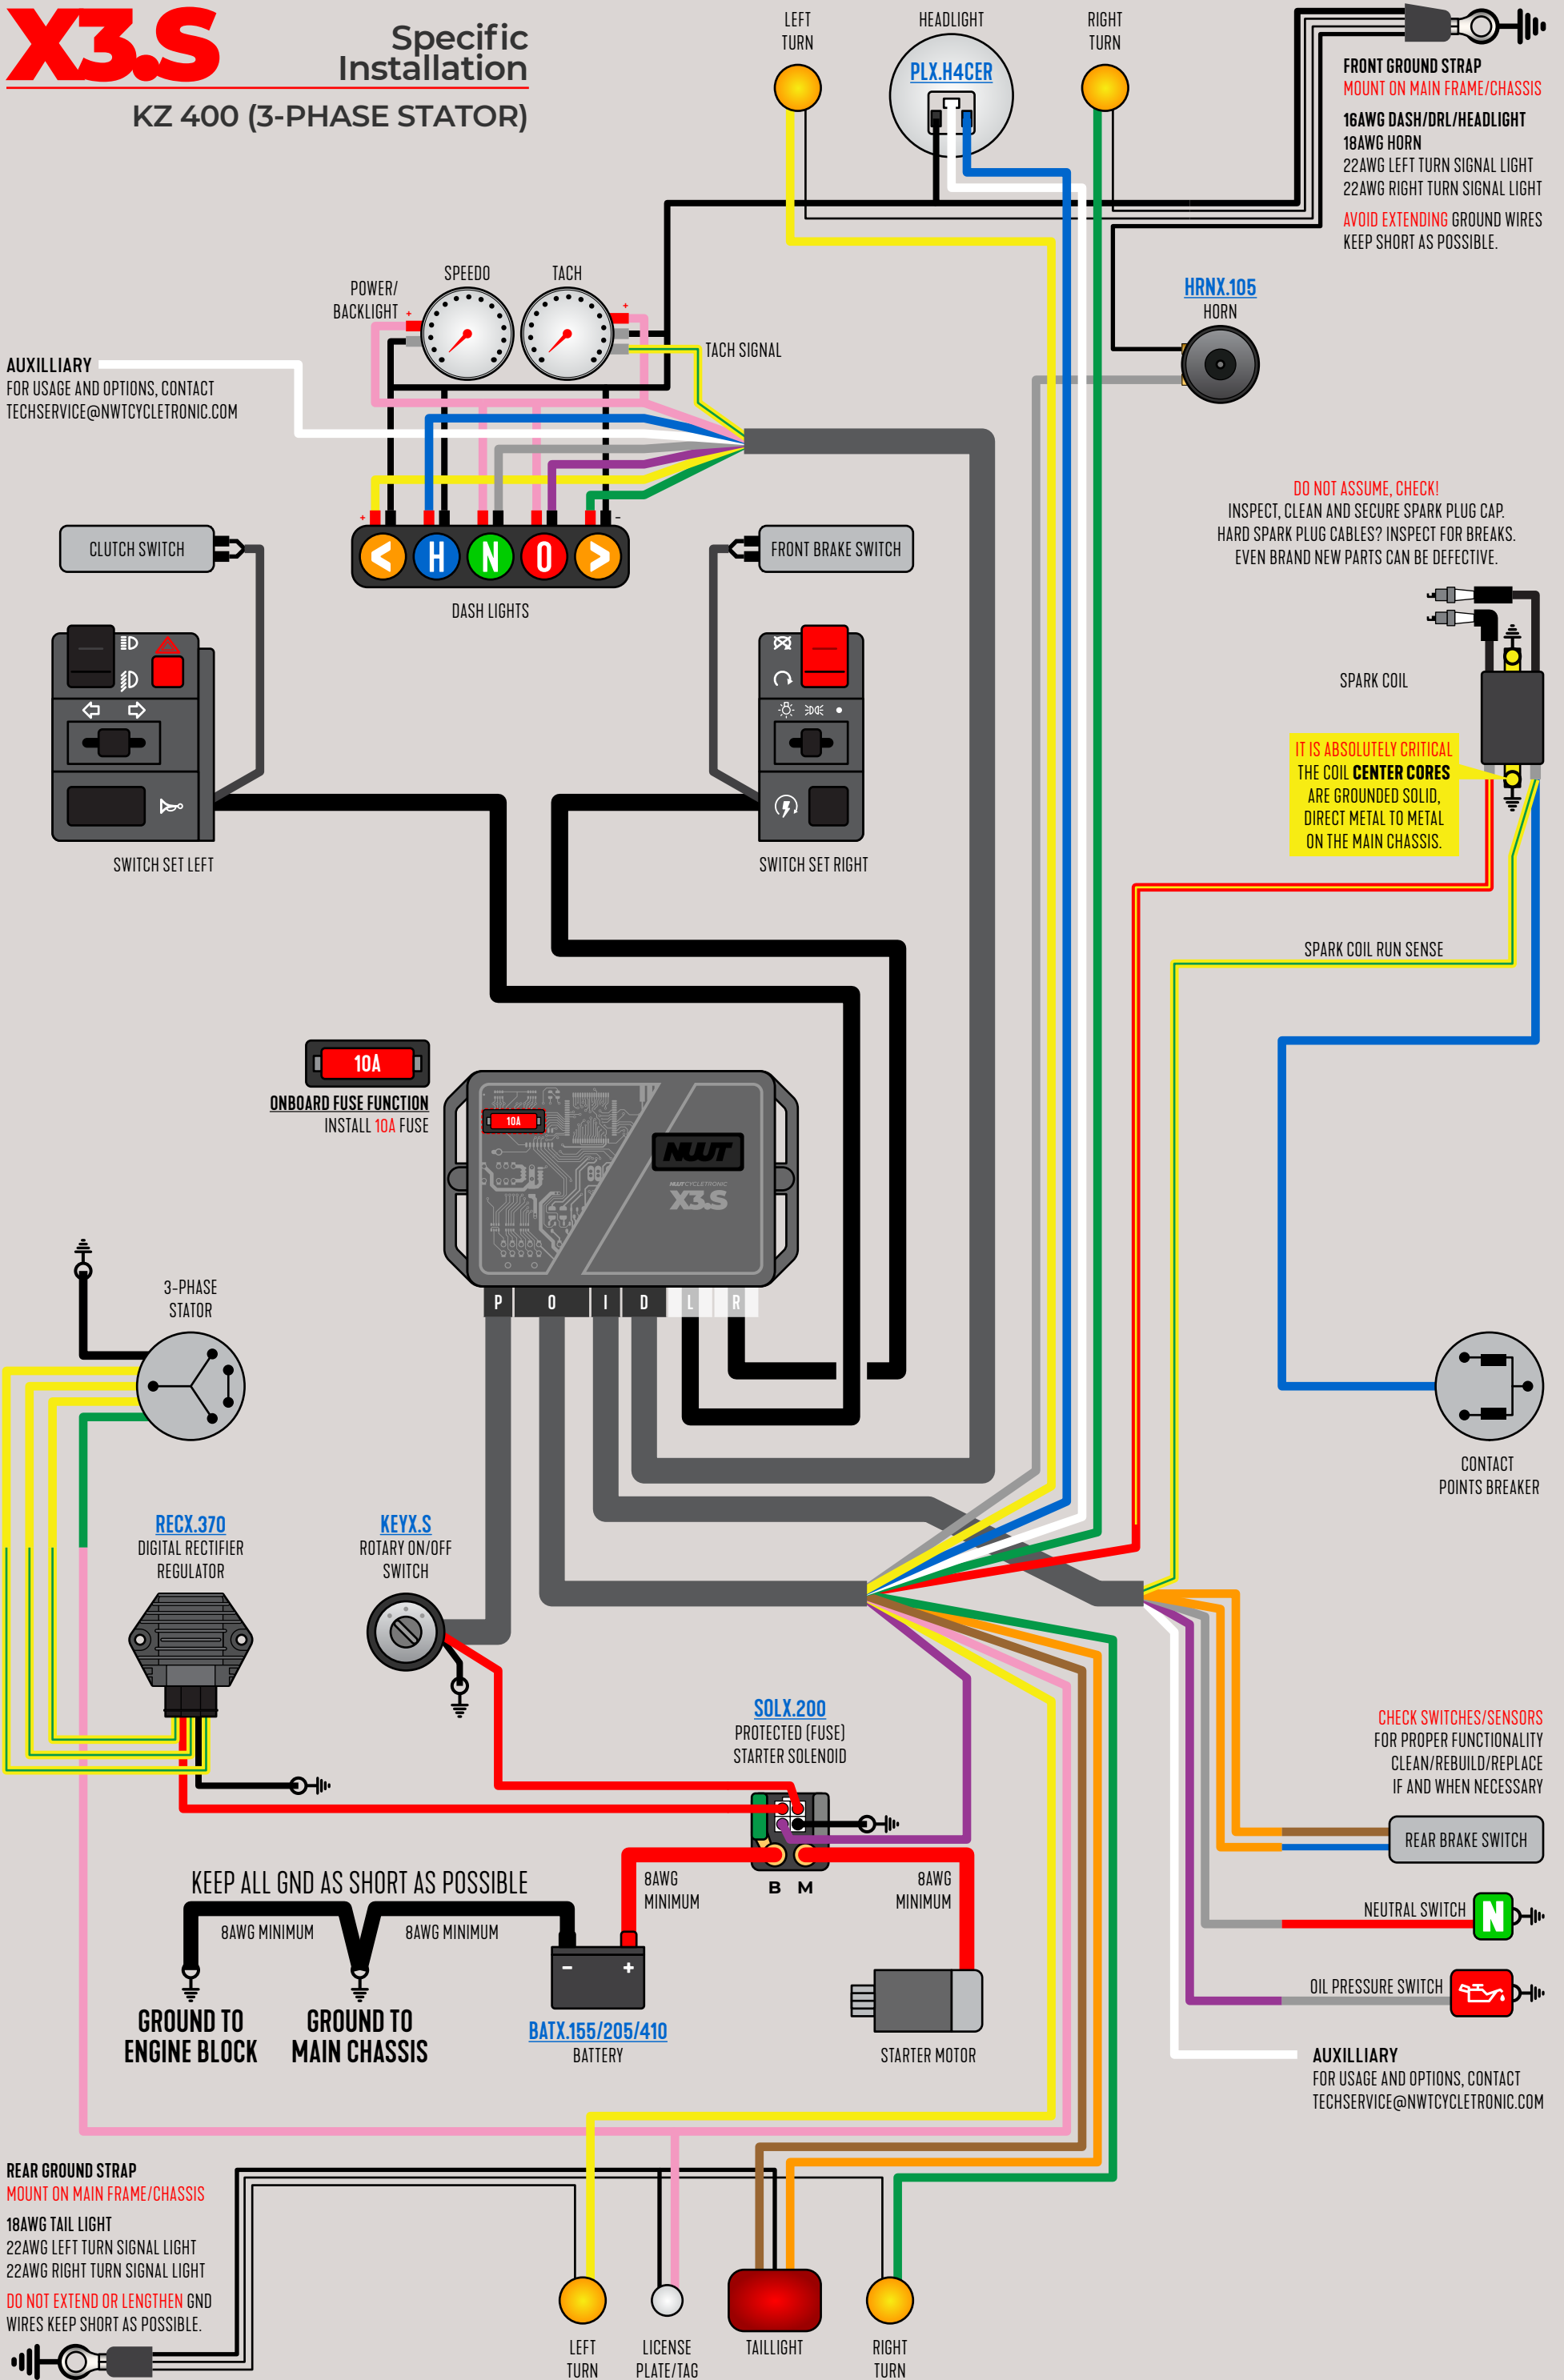 X3.S
Specific
Installation
KZ 400 (3-PHASE STATOR)
LEFT
TURN
HEADLIGHT
PLX.H4CER
RIGHT
TURN
FRONT GROUND STRAP
MOUNT ON MAIN FRAME/CHASSIS
16AWG DASH/DRL/HEADLIGHT
18AWG HORN
22AWG LEFT TURN SIGNAL LIGHT
22AWG RIGHT TURN SIGNAL LIGHT
AVOID EXTENDING GROUND WIRES
KEEP SHORT AS POSSIBLE.
SPEEDO
TACH
POWER/
BACKLIGHT
+
+
TACH SIGNAL
HRNX.105
HORN
AUXILLIARY
FOR USAGE AND OPTIONS, CONTACT
TECHSERVICE@NWTCYCLETRONIC.COM
+
-
< H N O >
DASH LIGHTS
CLUTCH SWITCH
FRONT BRAKE SWITCH
DO NOT ASSUME, CHECK!
INSPECT, CLEAN AND SECURE SPARK PLUG CAP.
HARD SPARK PLUG CABLES? INSPECT FOR BREAKS.
EVEN BRAND NEW PARTS CAN BE DEFECTIVE.
SPARK COIL
IT IS ABSOLUTELY CRITICAL
THE COIL CENTER CORES
ARE GROUNDED SOLID,
DIRECT METAL TO METAL
ON THE MAIN CHASSIS.
SWITCH SET LEFT
SWITCH SET RIGHT
SPARK COIL RUN SENSE
10A
ONBOARD FUSE FUNCTION
INSTALL 10A FUSE
10A
NWT
NWTCYCLETRONIC
X3.S
P O I D L R
3-PHASE
STATOR
CONTACT
POINTS BREAKER
RECX.370
DIGITAL RECTIFIER
REGULATOR
KEYX.S
ROTARY ON/OFF
SWITCH
SOLX.200
PROTECTED (FUSE)
STARTER SOLENOID
B M
CHECK SWITCHES/SENSORS
FOR PROPER FUNCTIONALITY
CLEAN/REBUILD/REPLACE
IF AND WHEN NECESSARY
REAR BRAKE SWITCH
NEUTRAL SWITCH
N
OIL PRESSURE SWITCH
KEEP ALL GND AS SHORT AS POSSIBLE
8AWG MINIMUM
8AWG MINIMUM
8AWG
MINIMUM
8AWG
MINIMUM
- +
GROUND TO
ENGINE BLOCK
GROUND TO
MAIN CHASSIS
BATX.155/205/410
BATTERY
STARTER MOTOR
AUXILLIARY
FOR USAGE AND OPTIONS, CONTACT
TECHSERVICE@NWTCYCLETRONIC.COM
REAR GROUND STRAP
MOUNT ON MAIN FRAME/CHASSIS
18AWG TAIL LIGHT
22AWG LEFT TURN SIGNAL LIGHT
22AWG RIGHT TURN SIGNAL LIGHT
DO NOT EXTEND OR LENGTHEN GND
WIRES KEEP SHORT AS POSSIBLE.
LEFT
TURN
LICENSE
PLATE/TAG
TAILLIGHT
RIGHT
TURN